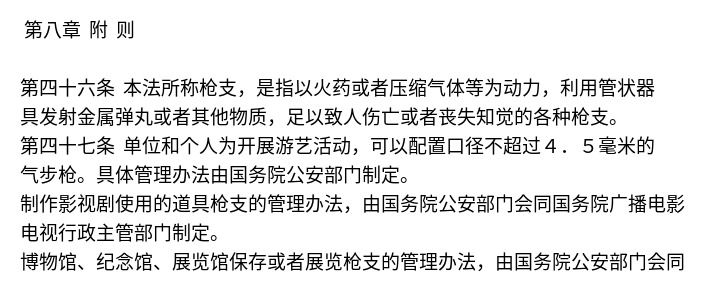 第八章 附 则
第四十六条 本法所称枪支，是指以火药或者压缩气体等为动力，利用管状器
具发射金属弹丸或者其他物质，足以致人伤亡或者丧失知觉的各种枪支。
第四十七条 单位和个人为开展游艺活动，可以配置口径不超过４．５毫米的
气步枪。具体管理办法由国务院公安部门制定。
制作影视剧使用的道具枪支的管理办法，由国务院公安部门会同国务院广播电影
电视行政主管部门制定。
博物馆、纪念馆、展览馆保存或者展览枪支的管理办法，由国务院公安部门会同